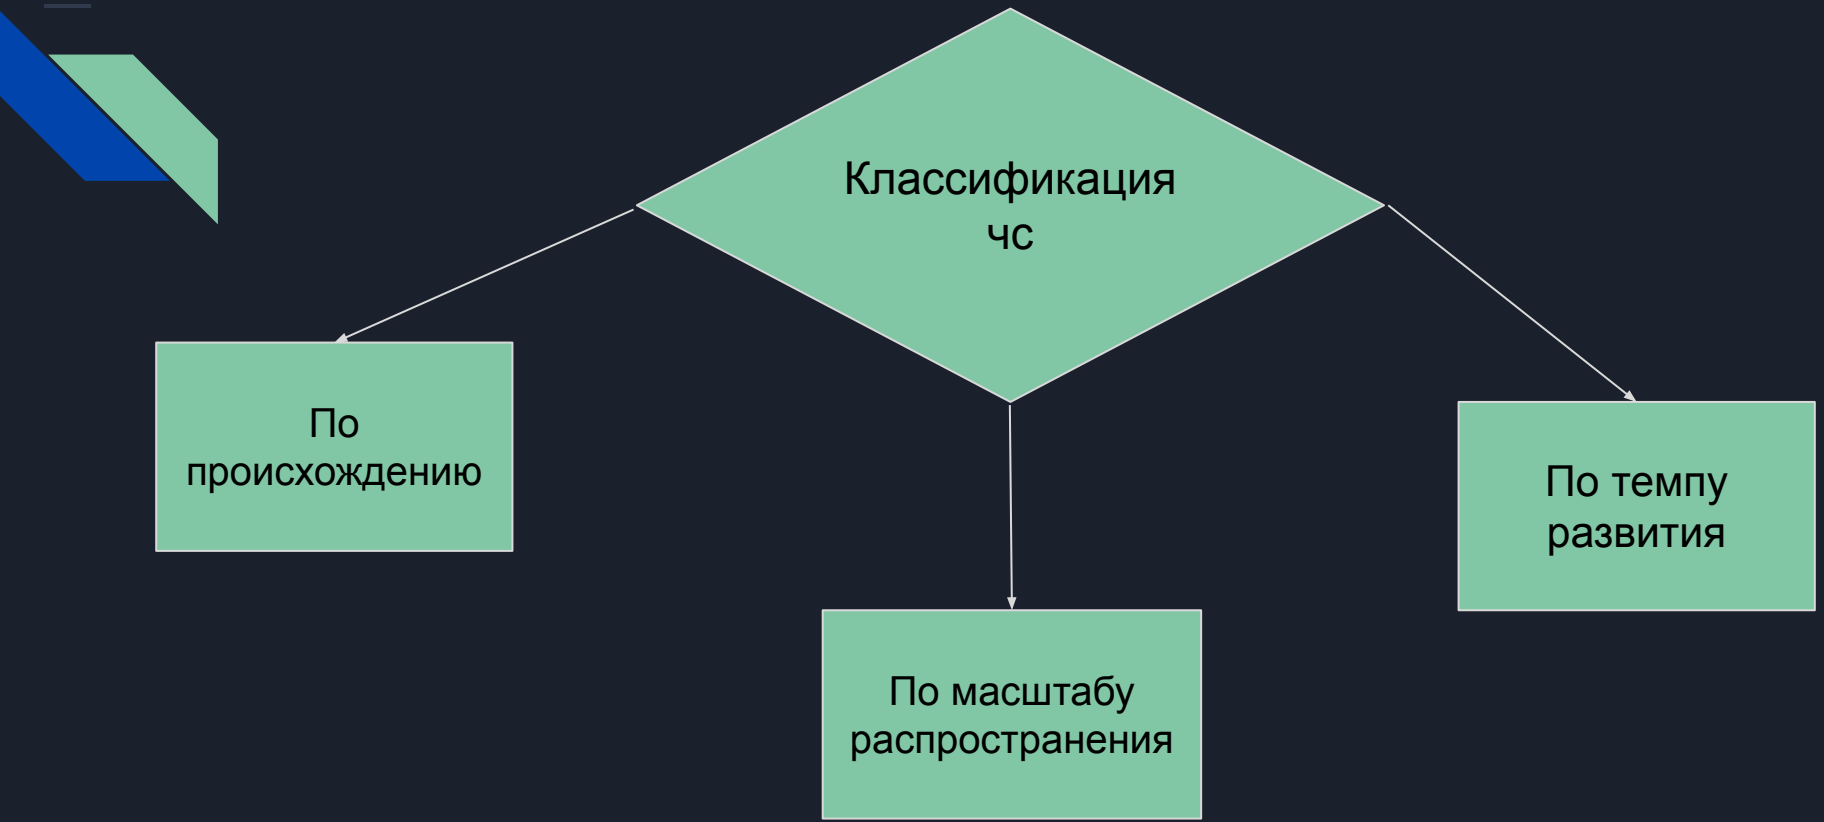 Классификация
чс
По
происхождению
По масштабу
распространения
По темпу
развития